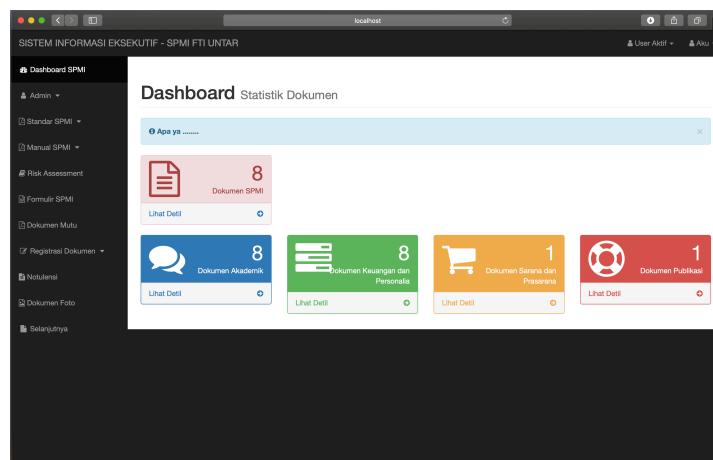 localhost
SISTEM INFORMASI EKSEKUTIF - SPMI FTI UNTAR
User Aktif
Aku
Dashboard SPMI
Admin
Standar SPMI
Manual SPMI
Risk Assessment
Formulir SPMI
Dokumen Mutu
Registrasi Dokumen
Notulensi
Dokumen Foto
Selanjutnya
Dashboard Statistik Dokumen
Apa ya ........
×
8
Dokumen SPMI
Lihat Detil
8
Dokumen Akademik
Lihat Detil
8
Dokumen Keuangan dan
Personalia
Lihat Detil
1
Dokumen Sarana dan
Prasarana
Lihat Detil
1
Dokumen Publikasi
Lihat Detil